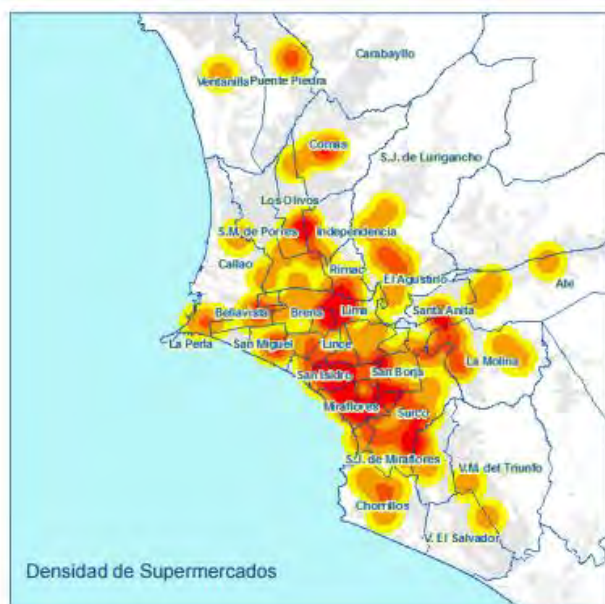 Carabayllo
Ventanilla
Puente Piedra
Comas
S.J. de Lurigancho
Los Olivos
S.M. de Porres
Independencia
Callao
Rimac
El Agustino
Ate
Bellavista
Breña
Lima
Santa Anita
La Perla
San Miguel
Lince
La Molina
San Isidro
San Borja
Miraflores
Surco
S.J. de Miraflores
V.M. del Triunfo
Chorrillos
V. El Salvador
Densidad de Supermercados